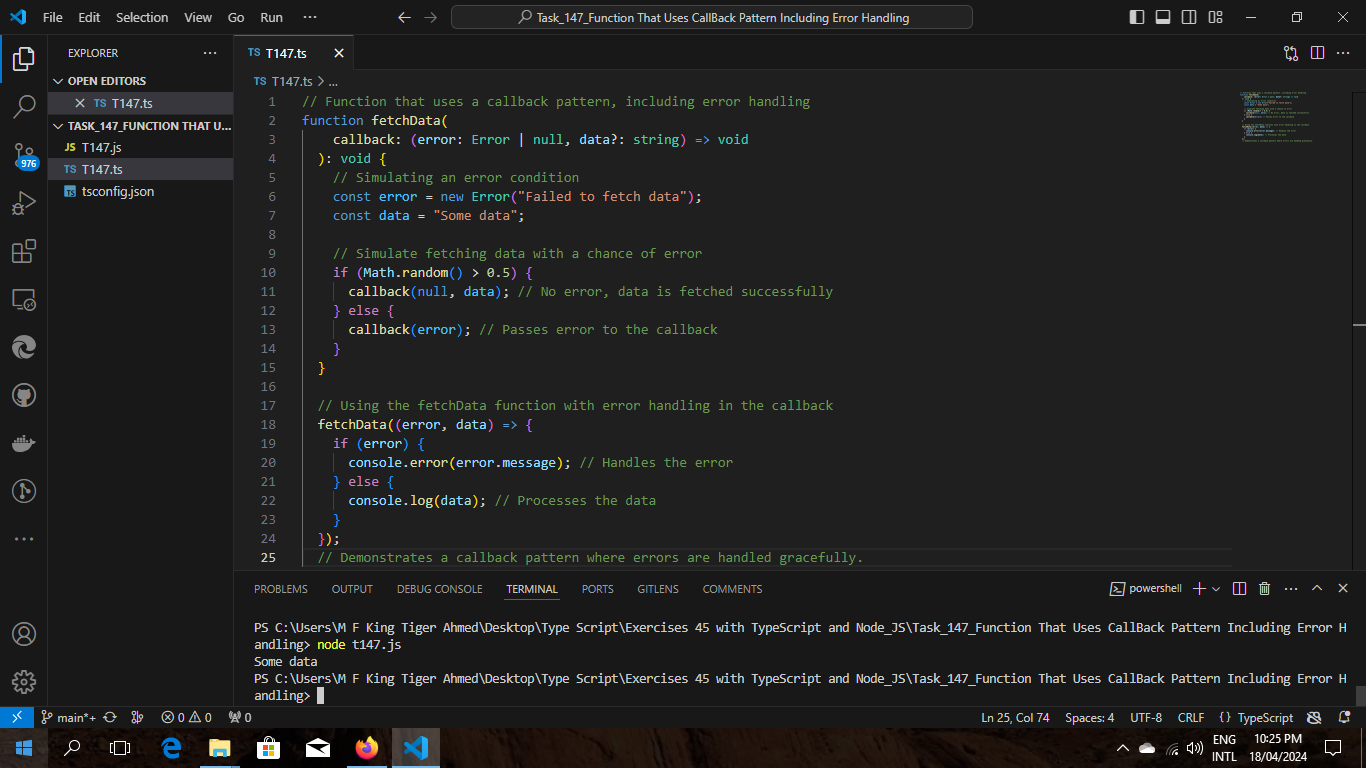 File Edit Selection View Go Run ···
Task_147_Function That Uses CallBack Pattern Including Error Handling
EXPLORER
OPEN EDITORS
TS T147.ts
TASK_147_FUNCTION THAT U...
JS T147.js
TS T147.ts
TS tsconfig.json
976
TS T147.ts
TS T147.ts > ...
1 // Function that uses a callback pattern, including error handling
2 function fetchData(
3 callback: (error: Error | null, data?: string) => void
4 ): void {
5 // Simulating an error condition
6 const error = new Error("Failed to fetch data");
7 const data = "Some data";
8
9 // Simulate fetching data with a chance of error
10 if (Math.random() > 0.5) {
11 callback(null, data); // No error, data is fetched successfully
12 } else {
13 callback(error); // Passes error to the callback
14 }
15 }
16
17 // Using the fetchData function with error handling in the callback
18 fetchData((error, data) => {
19 if (error) {
20 console.error(error.message); // Handles the error
21 } else {
22 console.log(data); // Processes the data
23 }
24 });
25 // Demonstrates a callback pattern where errors are handled gracefully.
PROBLEMS OUTPUT DEBUG CONSOLE TERMINAL PORTS GITLENS COMMENTS
powershell
PS C:\Users\M F King Tiger Ahmed\Desktop\Type Script\Exercises 45 with TypeScript and Node_JS\Task_147_Function That Uses CallBack Pattern Including Error H
andling> node t147.js
Some data
PS C:\Users\M F King Tiger Ahmed\Desktop\Type Script\Exercises 45 with TypeScript and Node_JS\Task_147_Function That Uses CallBack Pattern Including Error H
andling>
main*+ 0 0 0 Ln 25, Col 74 Spaces: 4 UTF-8 CRLF {} TypeScript
ENG 10:25 PM
INTL 18/04/2024